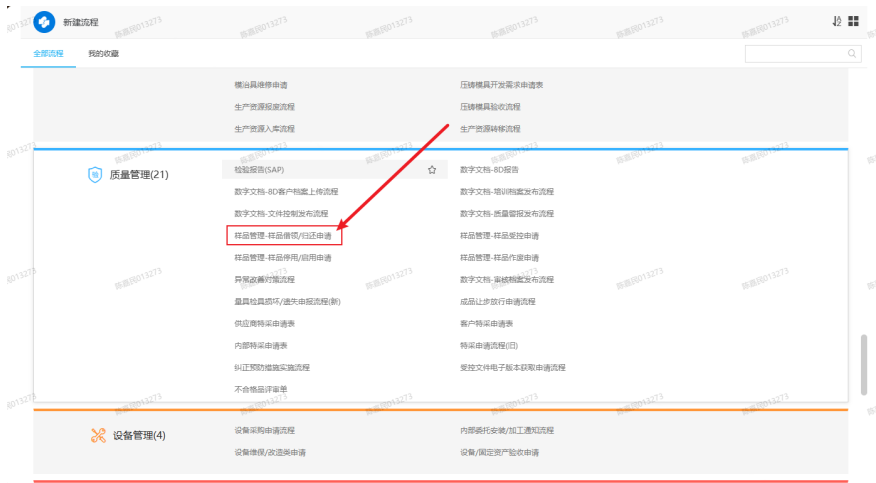 新建流程
全部流程 我的收藏
模治具维修申请 压铸模具开发需求申请表
生产资源报废流程 压铸模具验收流程
生产资源入库流程 生产资源转移流程
质量管理(21)
检验报告(SAP) 数字文档-8D报告
数字文档-8D客户档案上传流程 数字文档-培训档案发布流程
数字文档-文件控制发布流程 数字文档-质量管报发布流程
样品管理-样品借领/归还申请 样品管理-样品受控申请
样品管理-样品停用/启用申请 样品管理-样品作废申请
异常改善对策流程 数字文档-审核档案发布流程
量具检具损坏/遗失申报流程(新) 成品让步放行申请流程
供应商特采申请表 客户特采申请表
内部特采申请表 特采申请流程(旧)
纠正预防措施实施流程 受控文件电子版本获取申请流程
不合格品评审单
设备管理(4)
设备采购申请流程 内部委托安装/加工通知流程
设备维保/改造类申请 设备/固定资产验收申请